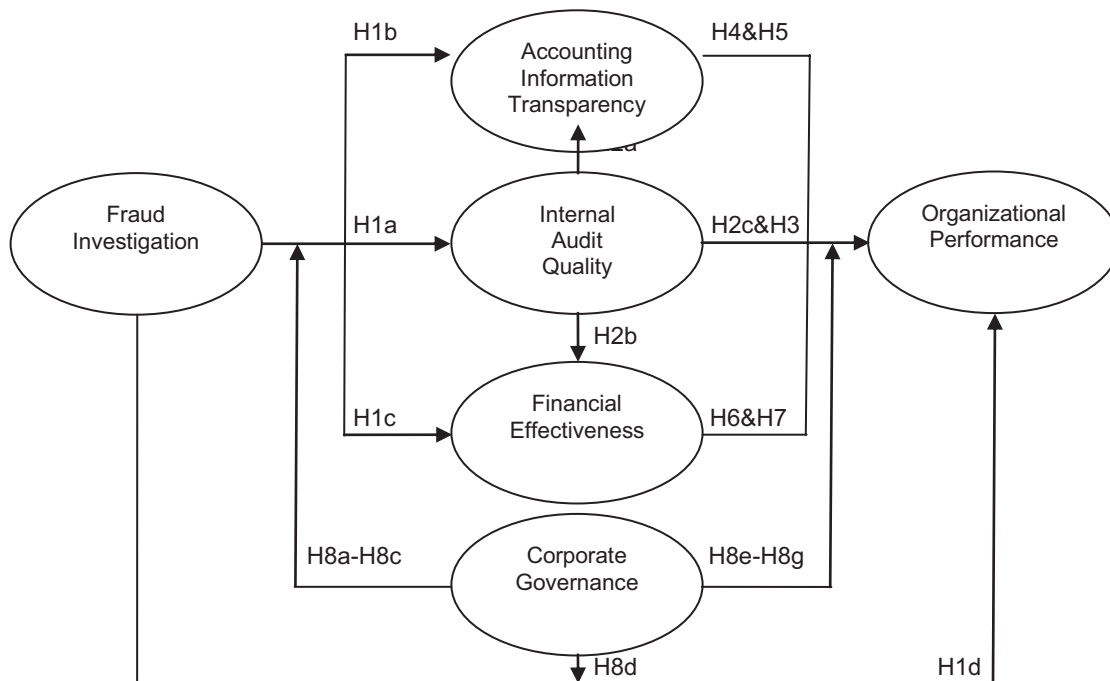 H1b
Accounting
Information
Transparency
H4&H5
Fraud
Investigation
H1a
Internal
Audit
Quality
H2c&H3
Organizational
Performance
H2b
H1c
Financial
Effectiveness
H6&H7
H8a-H8c
Corporate
Governance
H8e-H8g
H8d
H1d